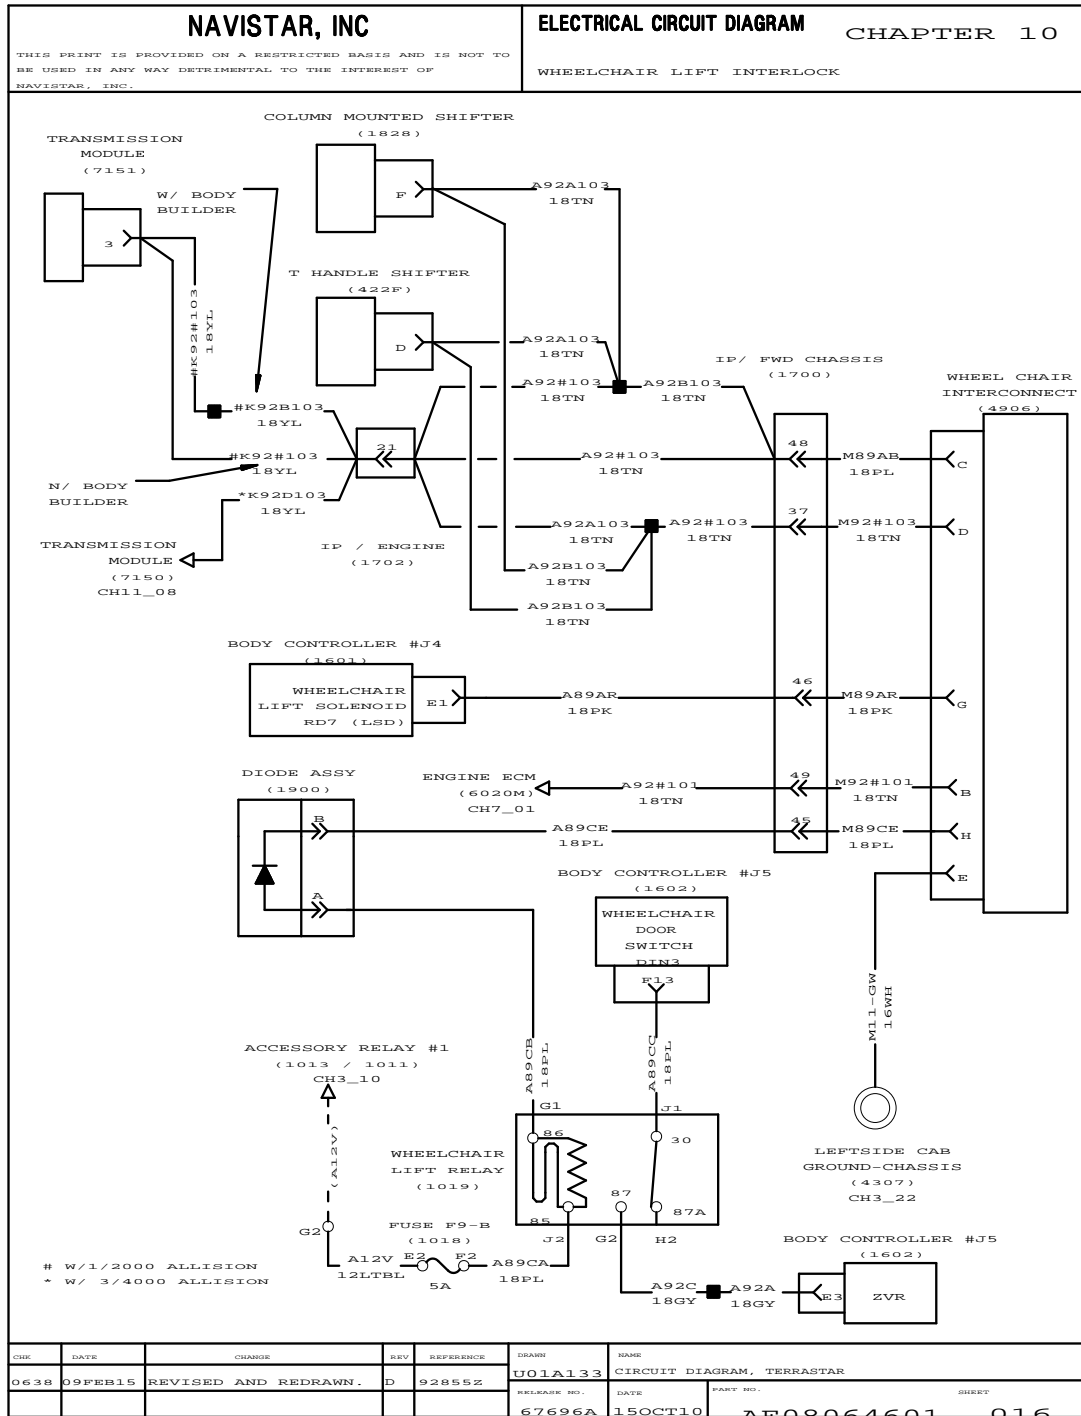 NAVISTAR, INC
THIS PRINT IS PROVIDED ON A RESTRICTED BASIS AND IS NOT TO
BE USED IN ANY WAY DETRIMENTAL TO THE INTEREST OF
NAVISTAR, INC.
ELECTRICAL CIRCUIT DIAGRAM
CHAPTER 10
WHEELCHAIR LIFT INTERLOCK
COLUMN MOUNTED SHIFTER
(1828)
F
A92A103
18TN
TRANSMISSION
MODULE
(7151)
3
W/ BODY
BUILDER
#K92#103
18YL
T HANDLE SHIFTER
(422F)
D
A92A103
18TN
A92#103
18TN
A92B103
18TN
IP/ FWD CHASSIS
(1700)
WHEEL CHAIR
INTERCONNECT
(4906)
#K92B103
18YL
#K92#103
18YL
*K92D103
18YL
21
IP / ENGINE
(1702)
N/ BODY
BUILDER
TRANSMISSION
MODULE
(7150)
CH11_08
A92#103
18TN
48
M89AB
18PL
C
A92A103
18TN
A92#103
18TN
37
M92#103
18TN
D
A92B103
18TN
A92B103
18TN
BODY CONTROLLER #J4
(1601)
WHEELCHAIR
LIFT SOLENOID
RD7 (LSD)
E1
A89AR
18PK
46
M89AR
18PK
G
DIODE ASSY
(1900)
B
A
ENGINE ECM
(6020M)
CH7_01
A92#101
18TN
49
M92#101
18TN
B
A89CE
18PL
45
M89CE
18PL
H
E
BODY CONTROLLER #J5
(1602)
WHEELCHAIR
DOOR
SWITCH
DIN3
F13
M11-GW
16WH
A89CB
18PL
A89CC
18PL
ACCESSORY RELAY #1
(1013 / 1011)
CH3_10
(A12V)
G2
WHEELCHAIR
LIFT RELAY
(1019)
G1
J1
86
30
87
85
87A
J2
G2
H2
LEFTSIDE CAB
GROUND-CHASSIS
(4307)
CH3_22
FUSE F9-B
(1018)
A12V
12LTBL
E2
F2
5A
A89CA
18PL
A92C
18GY
A92A
18GY
BODY CONTROLLER #J5
(1602)
E3
ZVR
# W/1/2000 ALLISION
* W/ 3/4000 ALLISION
CHK
DATE
CHANGE
REV
REFERENCE
0638
09FEB15
REVISED AND REDRAWN.
D
92855Z
DRAWN
U01A133
NAME
CIRCUIT DIAGRAM, TERRASTAR
RELEASE NO.
67696A
DATE
15OCT10
PART NO.
AE08064601
SHEET
016